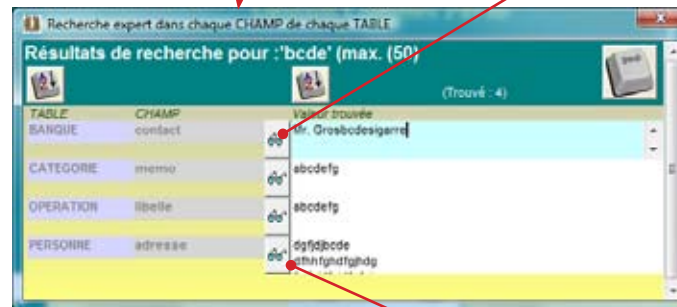 Recherche expert dans chaque CHAMP de chaque TABLE
Résultats de recherche pour :'bcde' (max. (50)
(Trouvé : 4)
TABLE CHAMP Valeur trouvée
BANQUE contact Mr. Grosbcdesigarre
CATEGORIE memo abcdefg
OPERATION libelle abcdefg
PERSONNE adresse dgfjdjbcde
dfhhfghdfghdg